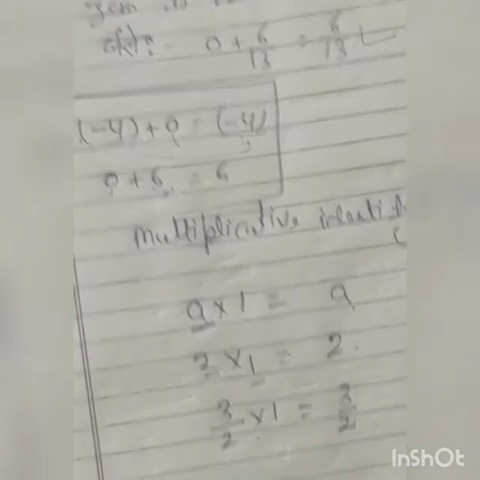 0 + 6/13 = 6/13
(-4) + 0 = (-4)
0 + 6 = 6
multiplicative
a × 1 = a
2 × 1 = 2.
3/2 × 1 = 3/2
InShOt